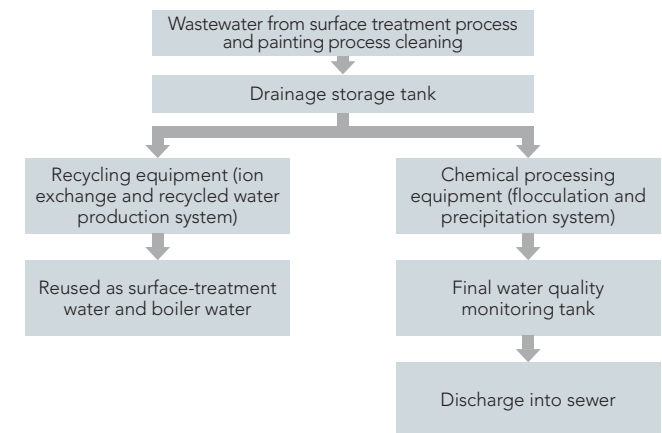 Wastewater from surface treatment process
and painting process cleaning
Drainage storage tank
Recycling equipment (ion
exchange and recycled water
production system)
Chemical processing
equipment (flocculation and
precipitation system)
Reused as surface-treatment
water and boiler water
Final water quality
monitoring tank
Discharge into sewer